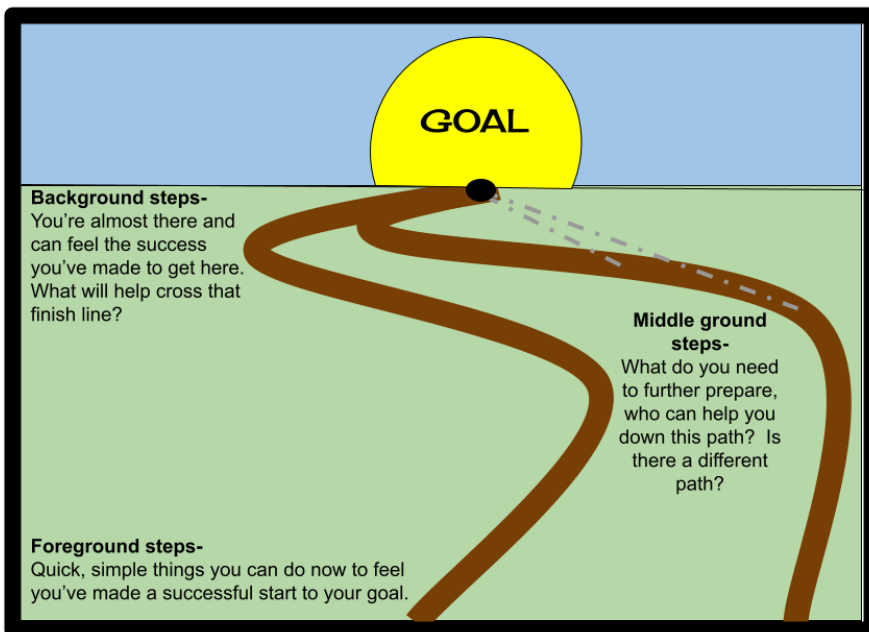 GOAL
Background steps-
You're almost there and
can feel the success
you've made to get here.
What will help cross that
finish line?
Middle ground
steps-
What do you need
to further prepare,
who can help you
down this path?  Is
there a different
path?
Foreground steps-
Quick, simple things you can do now to feel
you've made a successful start to your goal.